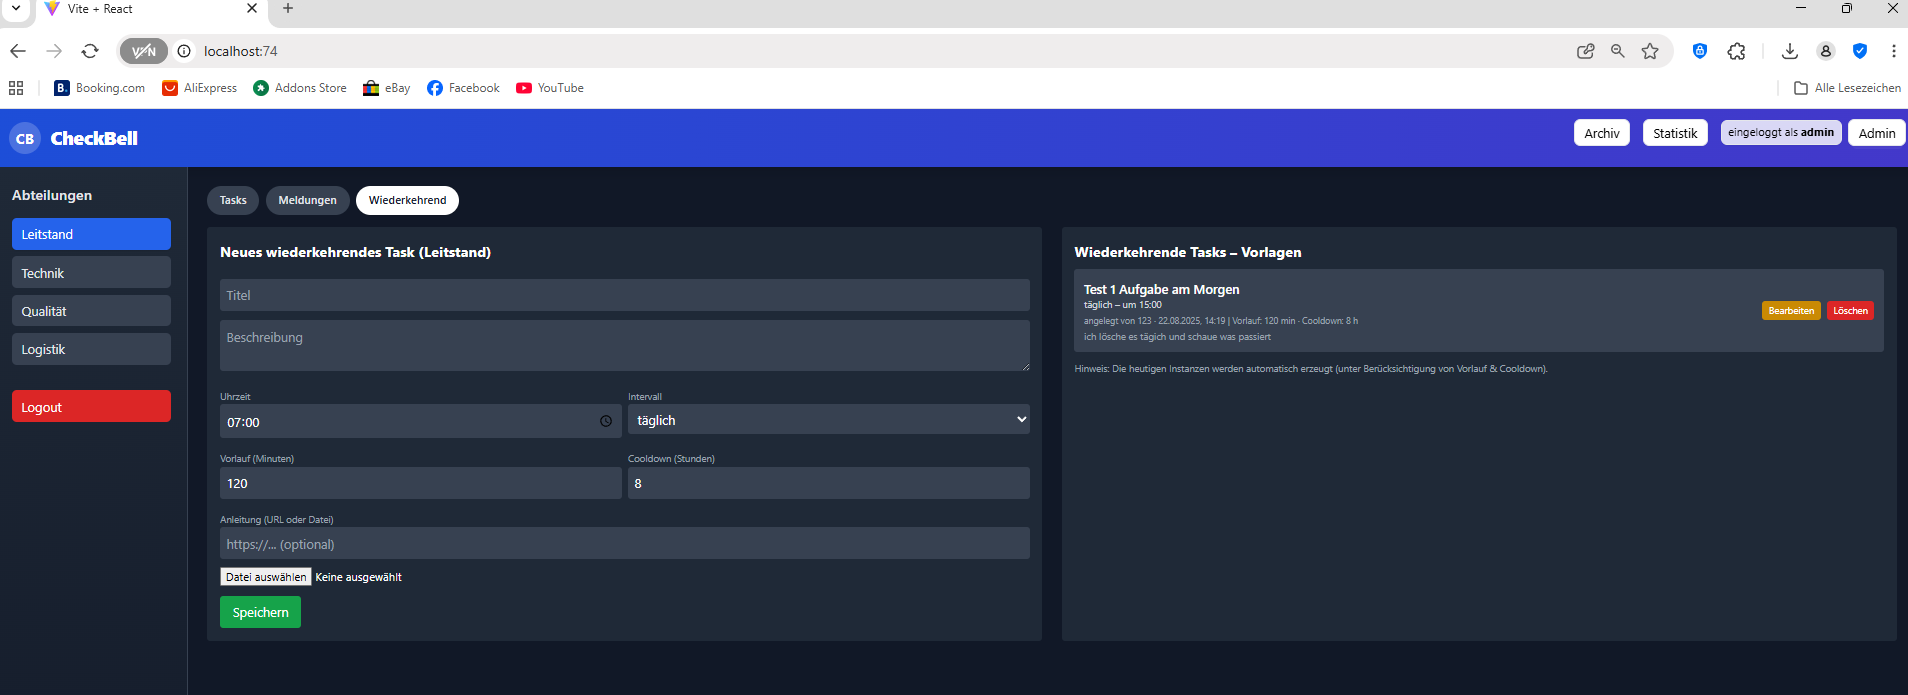 Vite + React
VPN
localhost:74
Booking.com
AliExpress
Addons Store
eBay
Facebook
YouTube
Alle Lesezeichen
CB
CheckBell
Archiv
Statistik
eingeloggt als admin
Admin
Abteilungen
Leitstand
Technik
Qualität
Logistik
Logout
Tasks
Meldungen
Wiederkehrend
Neues wiederkehrendes Task (Leitstand)
Titel
Beschreibung
Uhrzeit
Intervall
07:00
täglich
Vorlauf (Minuten)
Cooldown (Stunden)
120
8
Anleitung (URL oder Datei)
https://... (optional)
Datei auswählen Keine ausgewählt
Speichern
Wiederkehrende Tasks – Vorlagen
Test 1 Aufgabe am Morgen
täglich – um 15:00
angelegt von 123 · 22.08.2025, 14:19 | Vorlauf: 120 min · Cooldown: 8 h
ich lösche es tägich und schaue was passiert
Bearbeiten
Löschen
Hinweis: Die heutigen Instanzen werden automatisch erzeugt (unter Berücksichtigung von Vorlauf & Cooldown).